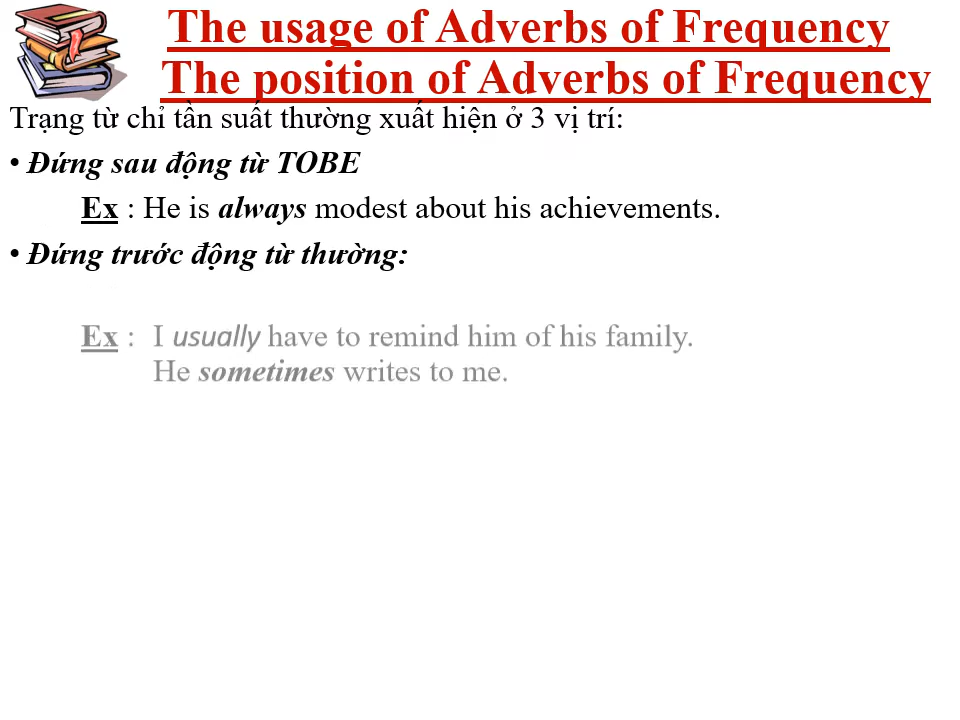 The usage of Adverbs of Frequency
The position of Adverbs of Frequency
Trạng từ chỉ tần suất thường xuất hiện ở 3 vị trí:
• Đứng sau động từ TOBE
Ex : He is always modest about his achievements.
• Đứng trước động từ thường:
Ex : I usually have to remind him of his family.
He sometimes writes to me.